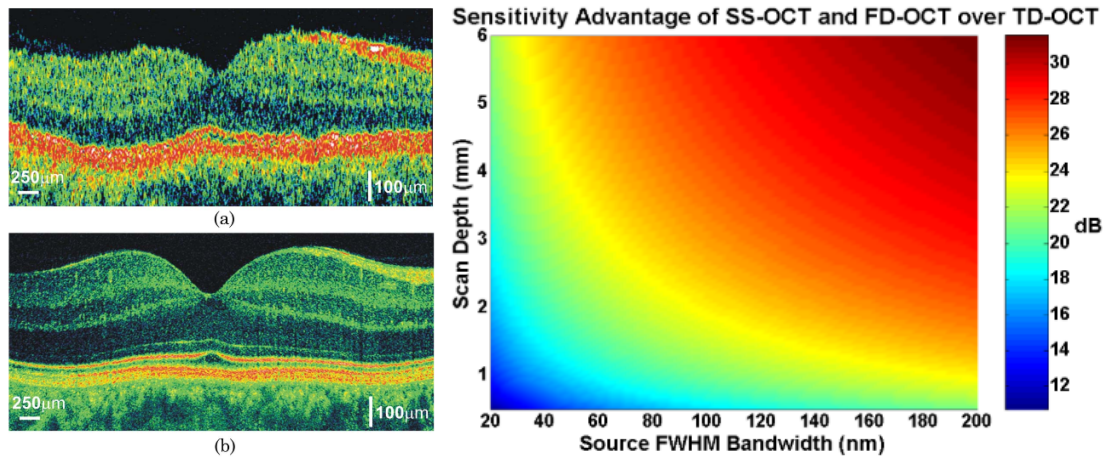 250μm
100μm
(a)
250μm
100μm
(b)
Sensitivity Advantage of SS-OCT and FD-OCT over TD-OCT
6
5
4
3
2
1
Scan Depth (mm)
20 40 60 80 100 120 140 160 180 200
Source FWHM Bandwidth (nm)
30
28
26
24
22
20
18
16
14
12
dB